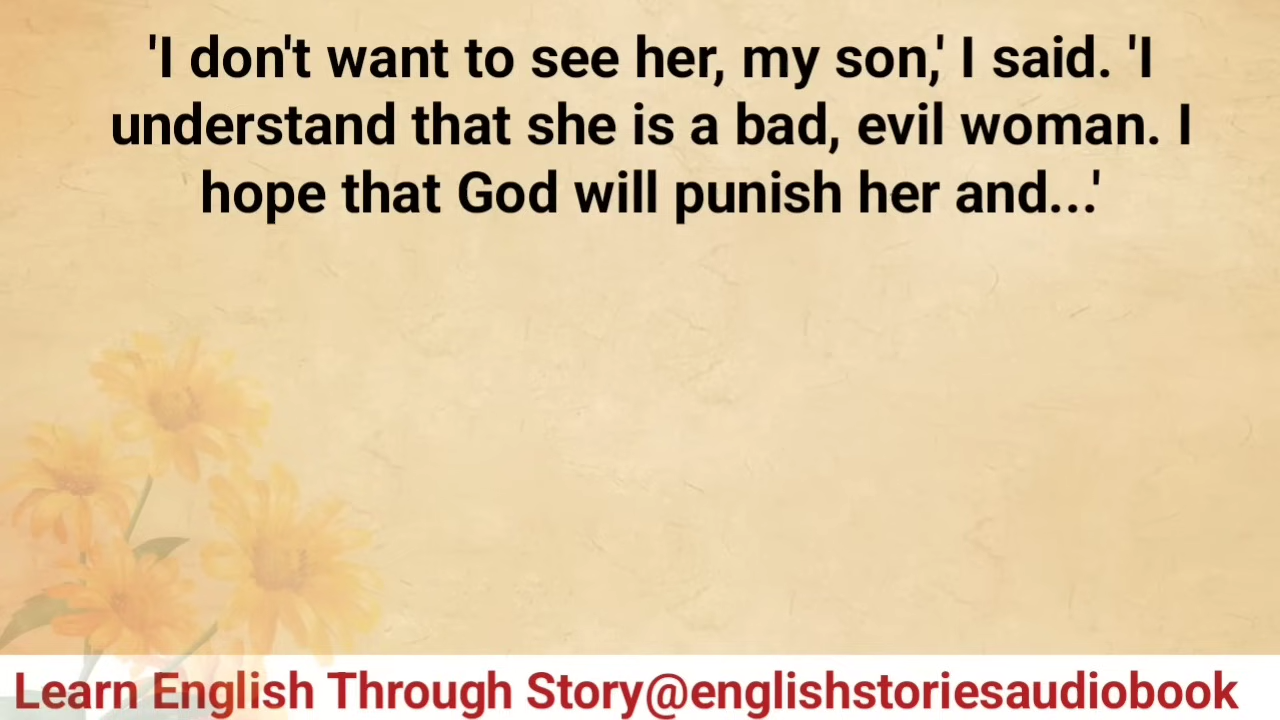 'I don't want to see her, my son,' I said. 'I
understand that she is a bad, evil woman. I
hope that God will punish her and...'
Learn English Through Story@englishstoriesaudiobook